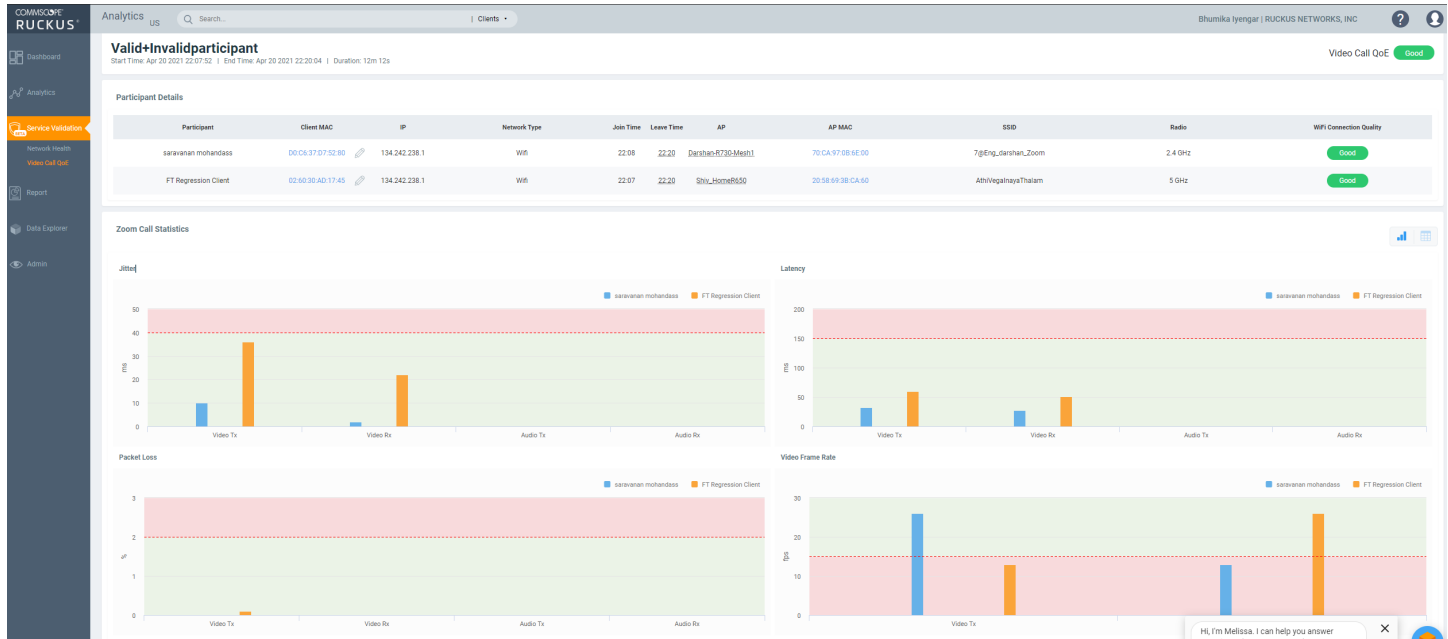 COMMSCOPE
RUCKUS
Analytics US
Search...
| Clients
Bhumika Iyengar | RUCKUS NETWORKS, INC
?
Dashboard
Analytics
Service Validation
BETA
Network Health
Video Call QoE
Report
Data Explorer
Admin
Valid+Invalidparticipant
Start Time: Apr 20 2021 22:07:52 | End Time: Apr 20 2021 22:20:04 | Duration: 12m 12s
Video Call QoE Good
Participant Details
Participant Client MAC IP Network Type Join Time Leave Time AP AP MAC SSID Radio WiFi Connection Quality
saravanan mohandass D0:C6:37:D7:52:80 134.242.238.1 Wifi 22:08 22:20 Darshan-R730-Mesh1 70:CA:97:0B:6E:00 7@Eng_darshan_Zoom 2.4 GHz Good
FT Regression Client 02:60:30:AD:17:45 134.242.238.1 Wifi 22:07 22:20 Shiv_HomeR650 20:58:69:3B:CA:60 AthiVegaInayaThalam 5 GHz Good
Zoom Call Statistics
Jitter
saravanan mohandass FT Regression Client
50
40
30
20
10
0
ms
Video Tx Video Rx Audio Tx Audio Rx
Latency
saravanan mohandass FT Regression Client
200
150
100
50
0
ms
Video Tx Video Rx Audio Tx Audio Rx
Packet Loss
saravanan mohandass FT Regression Client
3
2
1
0
%
Video Tx Video Rx Audio Tx Audio Rx
Video Frame Rate
saravanan mohandass FT Regression Client
30
20
10
0
fps
Video Tx
Hi, I'm Melissa. I can help you answer